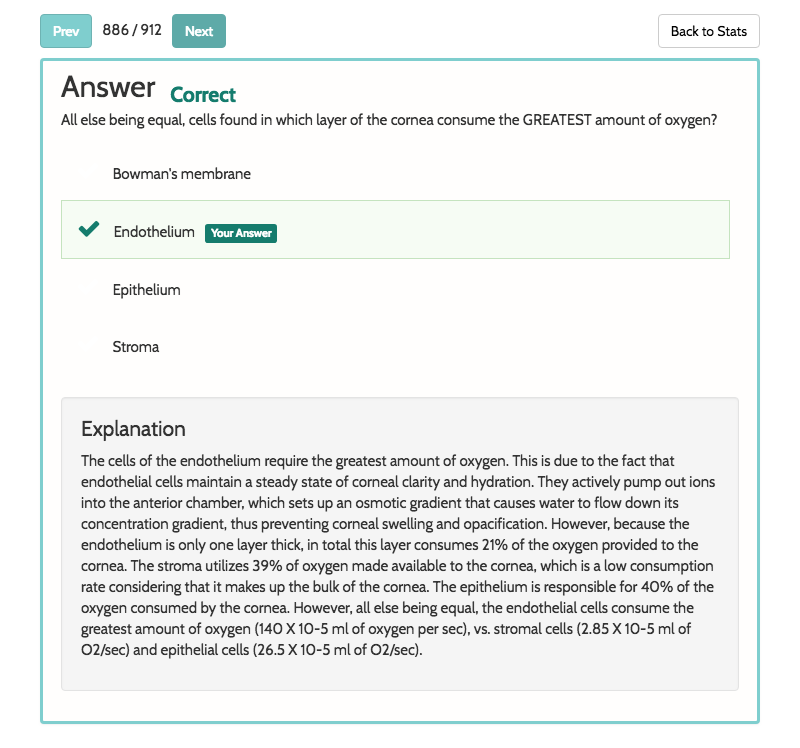 Prev 886 / 912 Next Back to Stats
Answer Correct
All else being equal, cells found in which layer of the cornea consume the GREATEST amount of oxygen?
Bowman's membrane
Endothelium Your Answer
Epithelium
Stroma
Explanation
The cells of the endothelium require the greatest amount of oxygen. This is due to the fact that
endothelial cells maintain a steady state of corneal clarity and hydration. They actively pump out ions
into the anterior chamber, which sets up an osmotic gradient that causes water to flow down its
concentration gradient, thus preventing corneal swelling and opacification. However, because the
endothelium is only one layer thick, in total this layer consumes 21% of the oxygen provided to the
cornea. The stroma utilizes 39% of oxygen made available to the cornea, which is a low consumption
rate considering that it makes up the bulk of the cornea. The epithelium is responsible for 40% of the
oxygen consumed by the cornea. However, all else being equal, the endothelial cells consume the
greatest amount of oxygen (140 X 10-5 ml of oxygen per sec), vs. stromal cells (2.85 X 10-5 ml of
O2/sec) and epithelial cells (26.5 X 10-5 ml of O2/sec).